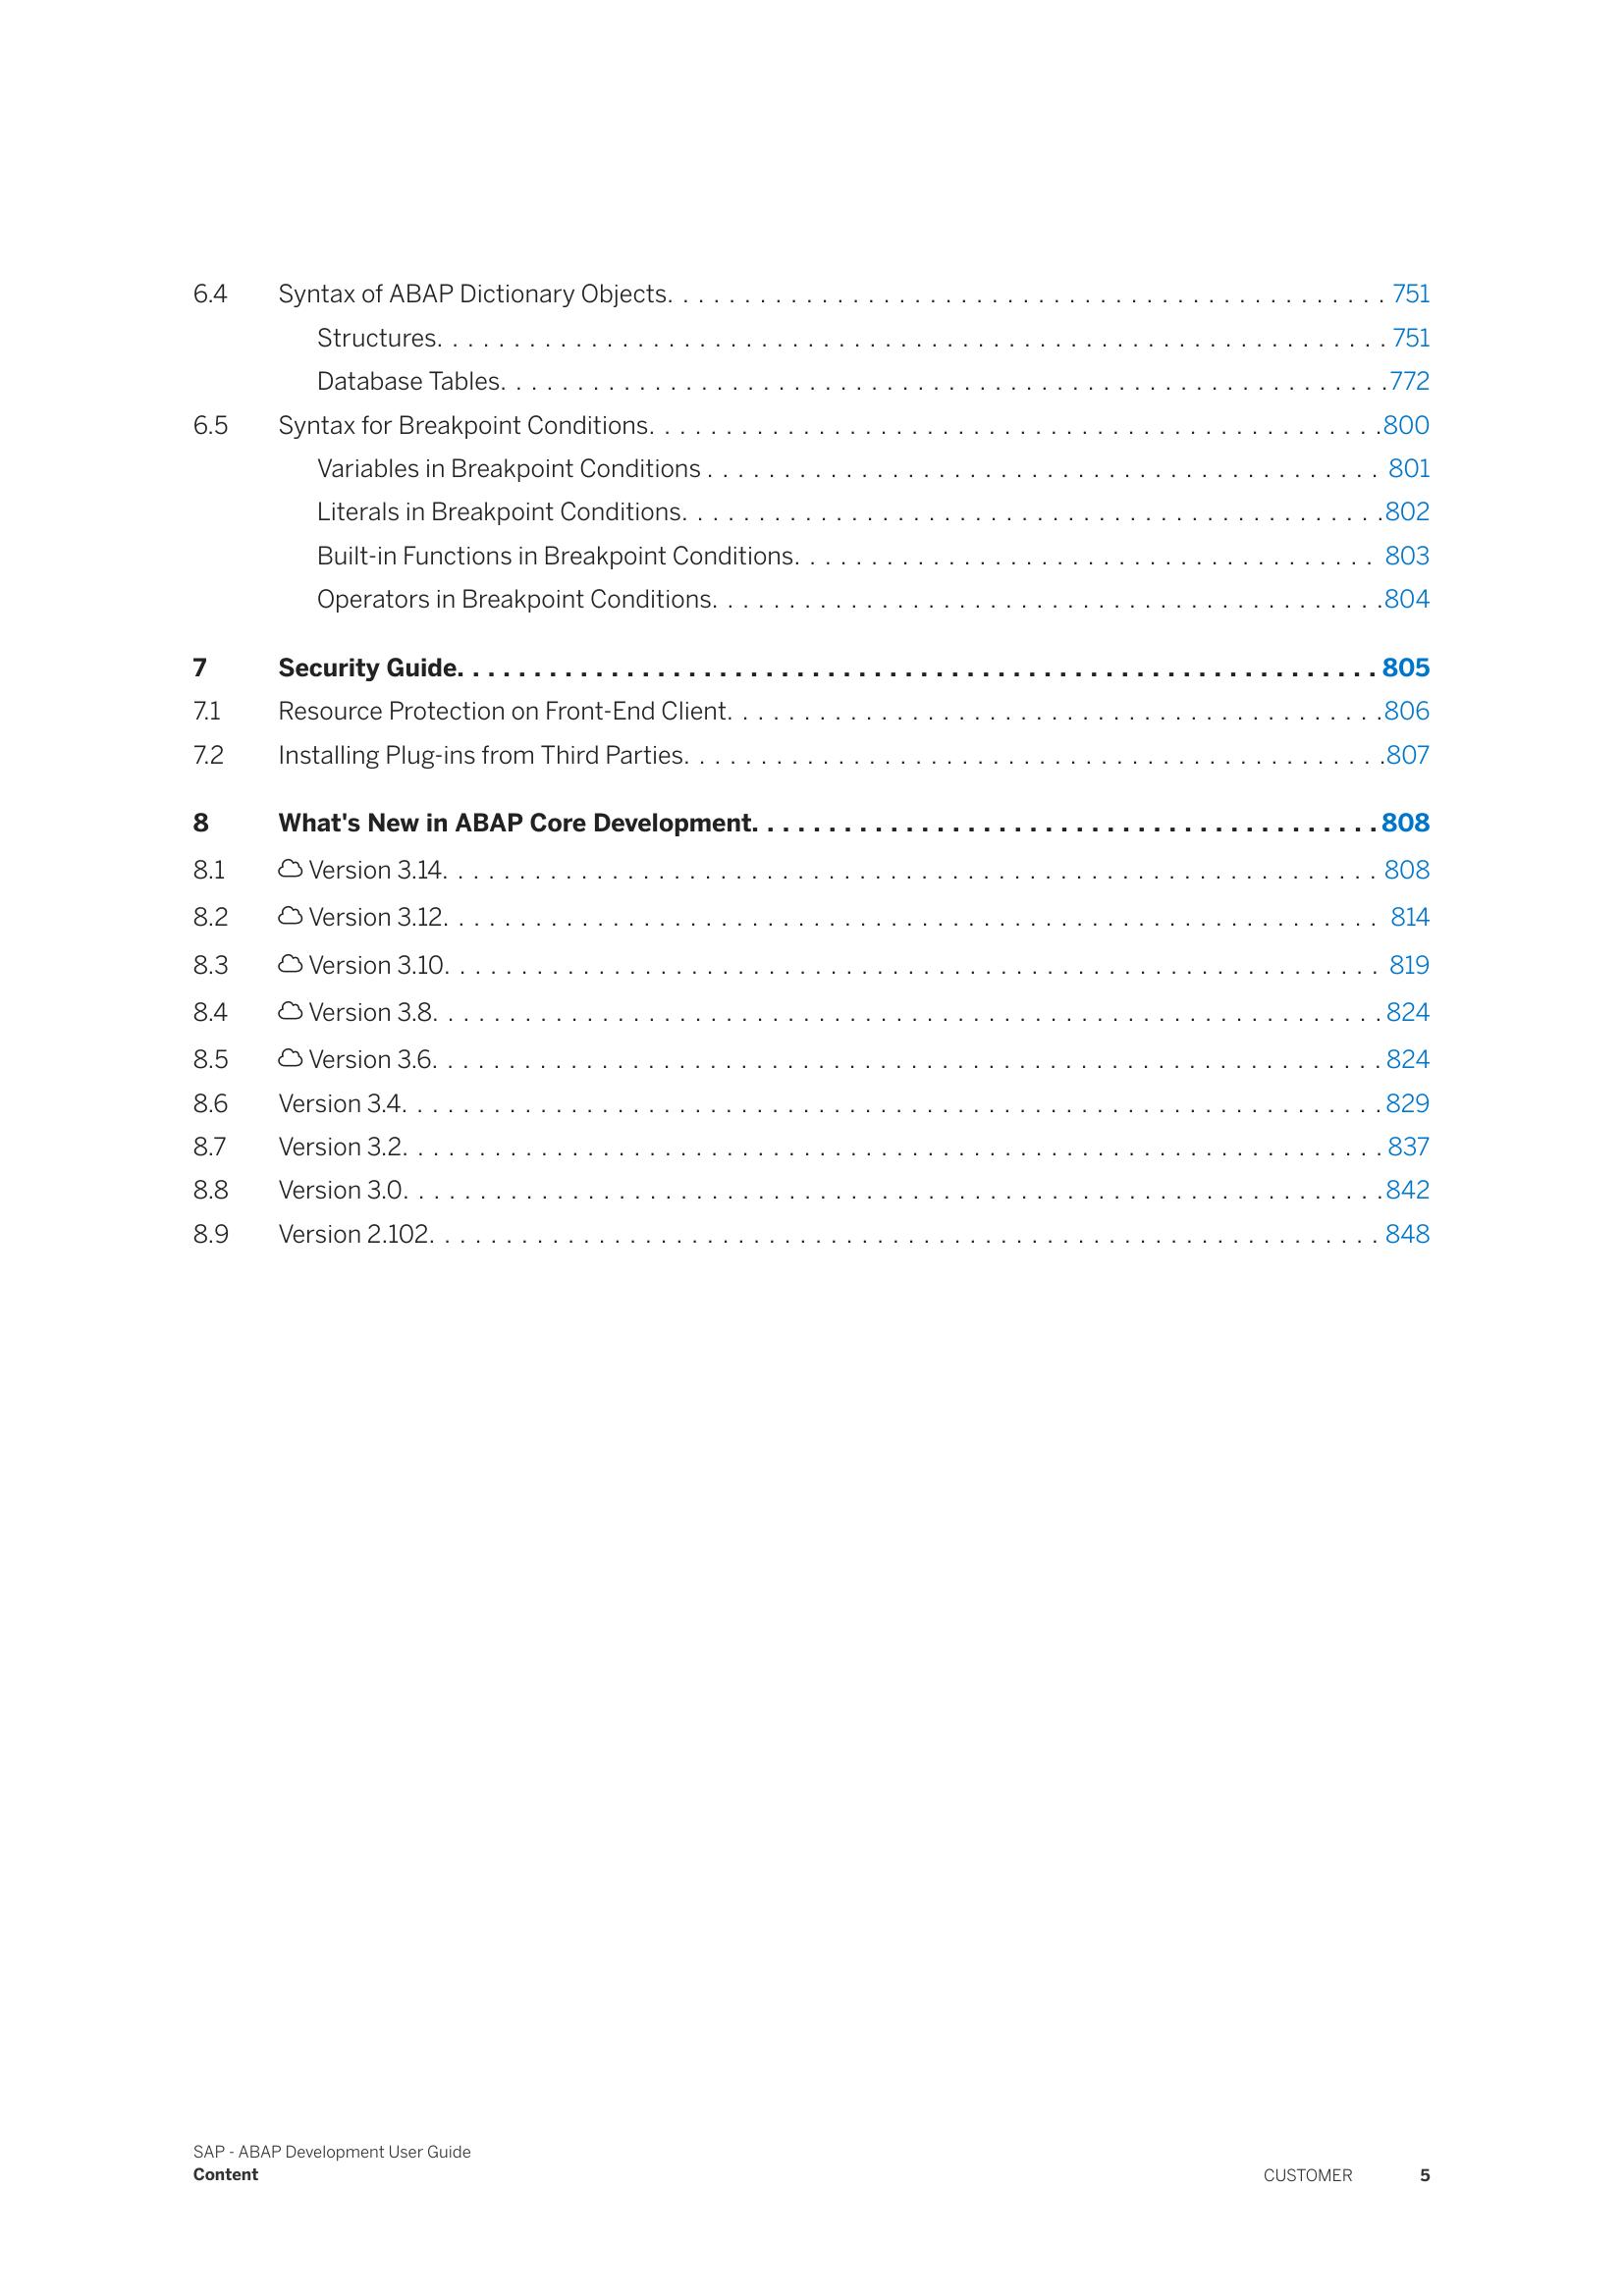 6.4 Syntax of ABAP Dictionary Objects. . . . . . . . . . . . . . . . . . . . . . . . . . . . . . . . . . . . . . . . . . . . . . . 751
Structures. . . . . . . . . . . . . . . . . . . . . . . . . . . . . . . . . . . . . . . . . . . . . . . . . . . . . . . . . . . . . . 751
Database Tables. . . . . . . . . . . . . . . . . . . . . . . . . . . . . . . . . . . . . . . . . . . . . . . . . . . . . . . . . .772
6.5 Syntax for Breakpoint Conditions. . . . . . . . . . . . . . . . . . . . . . . . . . . . . . . . . . . . . . . . . . . . . . . .800
Variables in Breakpoint Conditions . . . . . . . . . . . . . . . . . . . . . . . . . . . . . . . . . . . . . . . . . . . . 801
Literals in Breakpoint Conditions. . . . . . . . . . . . . . . . . . . . . . . . . . . . . . . . . . . . . . . . . . . . . .802
Built-in Functions in Breakpoint Conditions. . . . . . . . . . . . . . . . . . . . . . . . . . . . . . . . . . . . . . 803
Operators in Breakpoint Conditions. . . . . . . . . . . . . . . . . . . . . . . . . . . . . . . . . . . . . . . . . . . .804
7 Security Guide. . . . . . . . . . . . . . . . . . . . . . . . . . . . . . . . . . . . . . . . . . . . . . . . . . . . . . . . . . . . 805
7.1 Resource Protection on Front-End Client. . . . . . . . . . . . . . . . . . . . . . . . . . . . . . . . . . . . . . . . . . .806
7.2 Installing Plug-ins from Third Parties. . . . . . . . . . . . . . . . . . . . . . . . . . . . . . . . . . . . . . . . . . . . . .807
8 What's New in ABAP Core Development. . . . . . . . . . . . . . . . . . . . . . . . . . . . . . . . . . . . . . . . .808
8.1 Version 3.14. . . . . . . . . . . . . . . . . . . . . . . . . . . . . . . . . . . . . . . . . . . . . . . . . . . . . . . . . . . . . 808
8.2 Version 3.12. . . . . . . . . . . . . . . . . . . . . . . . . . . . . . . . . . . . . . . . . . . . . . . . . . . . . . . . . . . . . 814
8.3 Version 3.10. . . . . . . . . . . . . . . . . . . . . . . . . . . . . . . . . . . . . . . . . . . . . . . . . . . . . . . . . . . . . 819
8.4 Version 3.8. . . . . . . . . . . . . . . . . . . . . . . . . . . . . . . . . . . . . . . . . . . . . . . . . . . . . . . . . . . . . . 824
8.5 Version 3.6. . . . . . . . . . . . . . . . . . . . . . . . . . . . . . . . . . . . . . . . . . . . . . . . . . . . . . . . . . . . . . 824
8.6 Version 3.4. . . . . . . . . . . . . . . . . . . . . . . . . . . . . . . . . . . . . . . . . . . . . . . . . . . . . . . . . . . . . . . . 829
8.7 Version 3.2. . . . . . . . . . . . . . . . . . . . . . . . . . . . . . . . . . . . . . . . . . . . . . . . . . . . . . . . . . . . . . . . 837
8.8 Version 3.0. . . . . . . . . . . . . . . . . . . . . . . . . . . . . . . . . . . . . . . . . . . . . . . . . . . . . . . . . . . . . . . .842
8.9 Version 2.102. . . . . . . . . . . . . . . . . . . . . . . . . . . . . . . . . . . . . . . . . . . . . . . . . . . . . . . . . . . . . . 848
SAP - ABAP Development User Guide
Content CUSTOMER 5